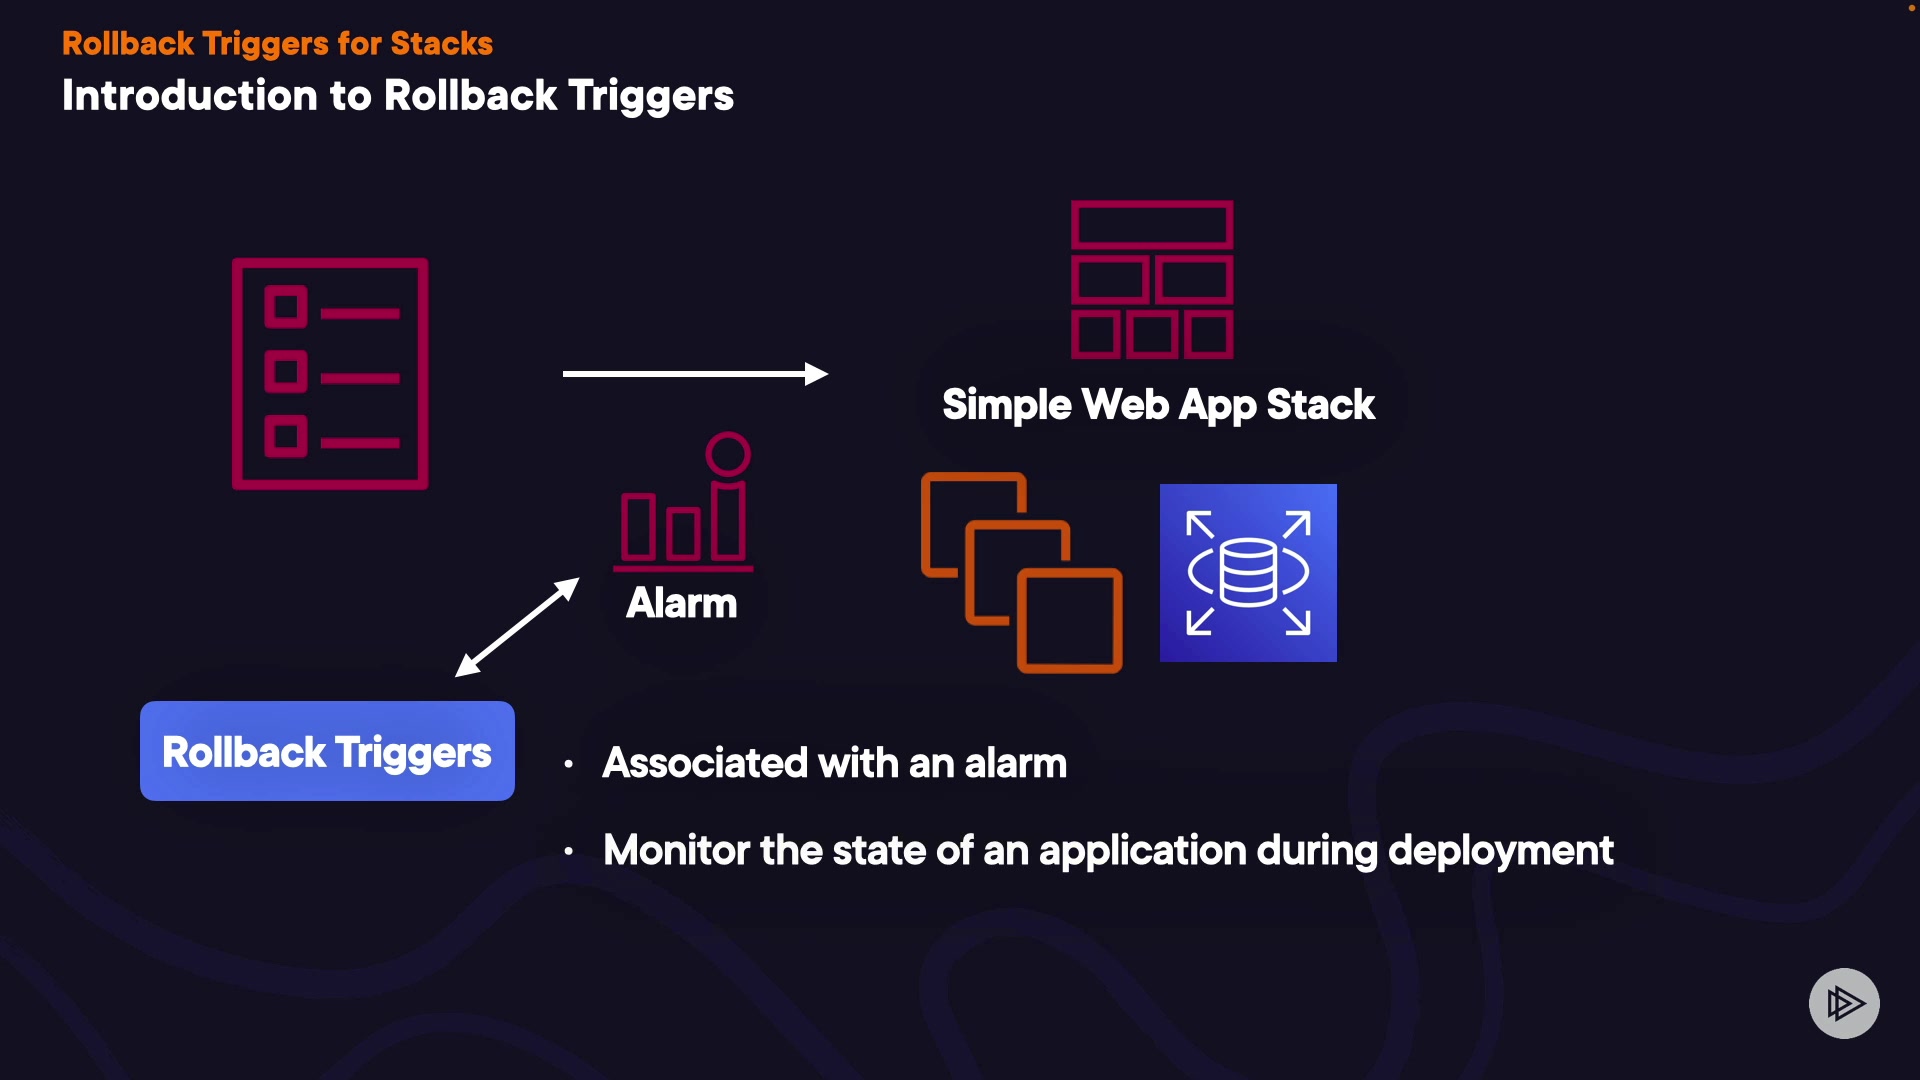 Rollback Triggers for Stacks
Introduction to Rollback Triggers
Simple Web App Stack
Alarm
Rollback Triggers
· Associated with an alarm
· Monitor the state of an application during deployment